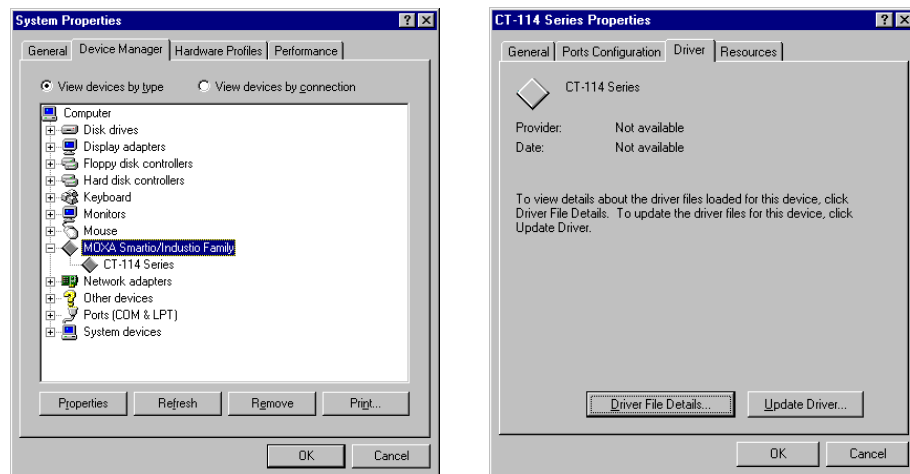 System Properties
General Device Manager Hardware Profiles Performance
View devices by type View devices by connection
Computer
Disk drives
Display adapters
Floppy disk controllers
Hard disk controllers
Keyboard
Monitors
Mouse
MOXA Smartio/Industio Family
CT-114 Series
Network adapters
Other devices
Ports (COM & LPT)
System devices
Properties Refresh Remove Print...
OK Cancel
CT-114 Series Properties
General Ports Configuration Driver Resources
CT-114 Series
Provider: Not available
Date: Not available
To view details about the driver files loaded for this device, click
Driver File Details. To update the driver files for this device, click
Update Driver.
Driver File Details... Update Driver...
OK Cancel